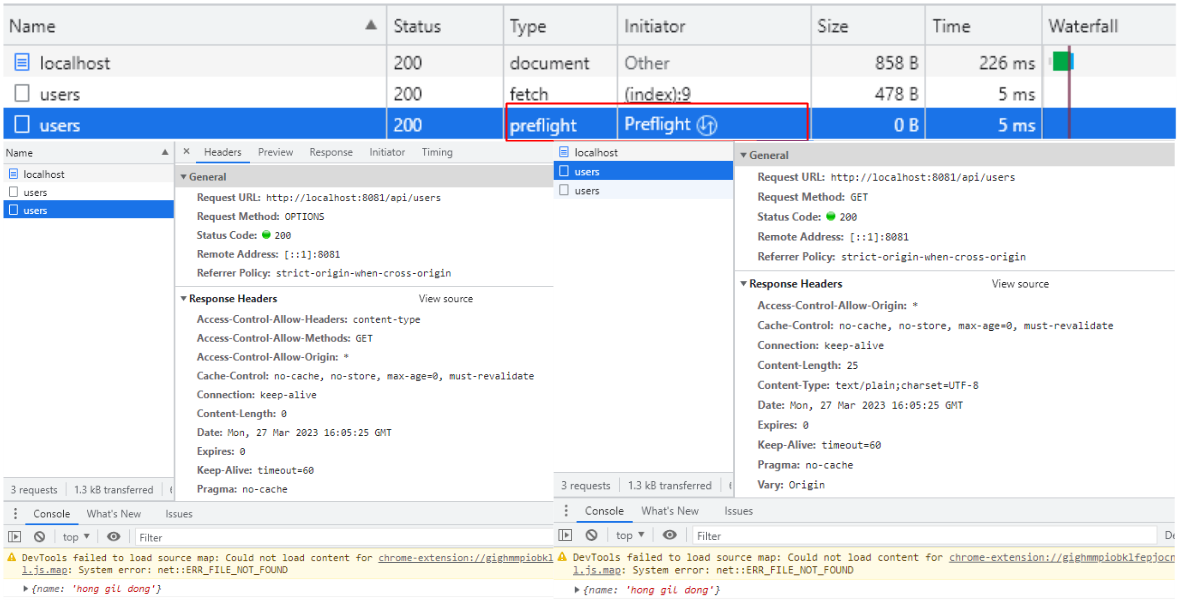 Name Status Type Initiator Size Time Waterfall
localhost 200 document Other 858 B 226 ms
users 200 fetch (index):9 478 B 5 ms
users 200 preflight Preflight 0 B 5 ms
Name
localhost
users
users
× Headers Preview Response Initiator Timing
General
Request URL: http://localhost:8081/api/users
Request Method: OPTIONS
Status Code: 200
Remote Address: [::1]:8081
Referrer Policy: strict-origin-when-cross-origin
Response Headers View source
Access-Control-Allow-Headers: content-type
Access-Control-Allow-Methods: GET
Access-Control-Allow-Origin: *
Cache-Control: no-cache, no-store, max-age=0, must-revalidate
Connection: keep-alive
Content-Length: 0
Date: Mon, 27 Mar 2023 16:05:25 GMT
Expires: 0
Keep-Alive: timeout=60
Pragma: no-cache
3 requests 1.3 kB transferred
Console What's New Issues
top Filter
DevTools failed to load source map: Could not load content for chrome-extension://gighmmpiobkl
l.js.map: System error: net::ERR_FILE_NOT_FOUND
{name: 'hong gil dong'}
localhost
users
users
General
Request URL: http://localhost:8081/api/users
Request Method: GET
Status Code: 200
Remote Address: [::1]:8081
Referrer Policy: strict-origin-when-cross-origin
Response Headers View source
Access-Control-Allow-Origin: *
Cache-Control: no-cache, no-store, max-age=0, must-revalidate
Connection: keep-alive
Content-Length: 25
Content-Type: text/plain;charset=UTF-8
Date: Mon, 27 Mar 2023 16:05:25 GMT
Expires: 0
Keep-Alive: timeout=60
Pragma: no-cache
Vary: Origin
3 requests 1.3 kB transferred
Console What's New Issues
top Filter De
DevTools failed to load source map: Could not load content for chrome-extension://gighmmpiobklfepjocn
l.js.map: System error: net::ERR_FILE_NOT_FOUND
{name: 'hong gil dong'}